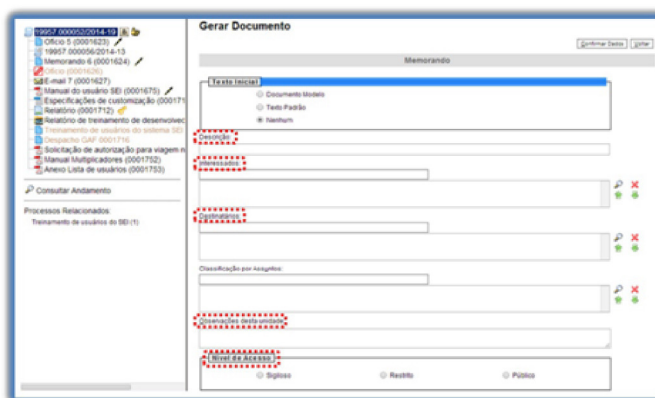 19957.000052/2014-19
Ofício 5 (0001623)
19957.000056/2014-13
Memorando 6 (0001624)
Ofício (0001626)
E-mail 7 (0001627)
Manual do usuário SEI (0001675)
Especificações de customização (000171
Relatório (0001712)
Relatório de treinamento de desenvolvec
Treinamento de usuários do sistema SEI
Despacho GAF 0001716
Solicitação de autorização para viagem n
Manual Multiplicadores (0001752)
Anexo Lista de usuários (0001753)
Consultar Andamento
Processos Relacionados:
Treinamento de usuários do SEI (1)
Gerar Documento
Confirmar Dados
Voltar
Memorando
Texto Inicial
Documento Modelo
Texto Padrão
Nenhum
Descrição:
Interessados:
Destinatários:
Classificação por Assuntos:
Observações desta unidade:
Nível de Acesso
Sigiloso
Restrito
Público